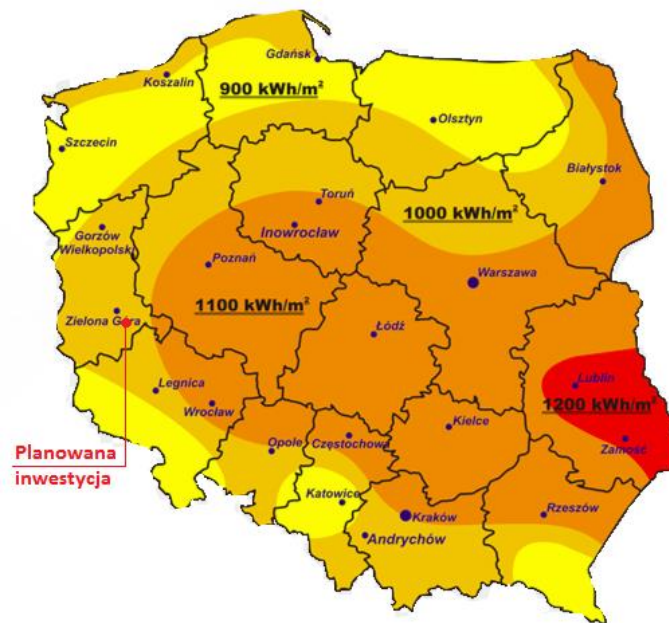 Gdańsk
Koszalin
900 kWh/m²
Olsztyn
Szczecin
Białystok
Toruń
1000 kWh/m²
Inowrocław
Gorzów
Wielkopolski
Poznań
Warszawa
1100 kWh/m²
Zielona Góra
Łódź
Legnica
Lublin
Wrocław
1200 kWh/m²
Kielce
Opole
Częstochowa
Zamość
Planowana
inwestycja
Katowice
Kraków
Rzeszów
Andrychów